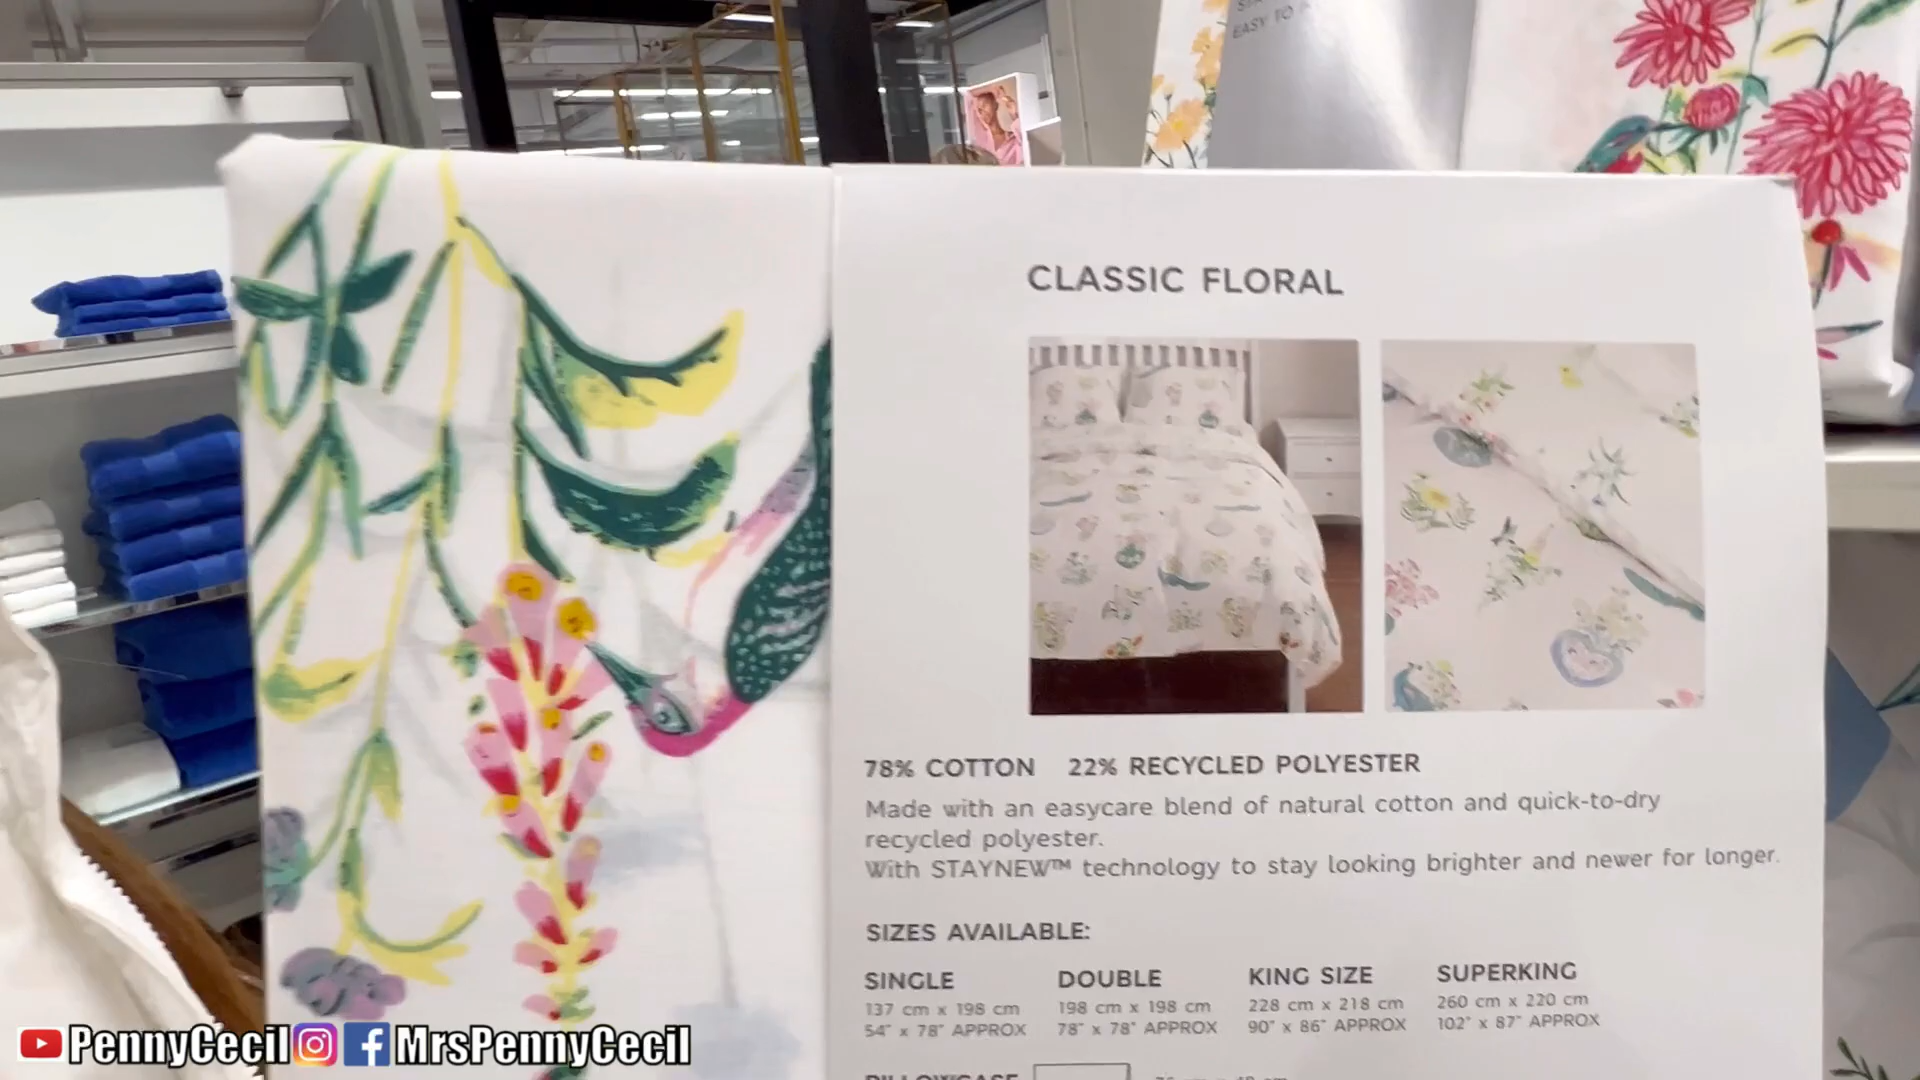 EASY TO
CLASSIC FLORAL
78% COTTON 22% RECYCLED POLYESTER
Made with an easycare blend of natural cotton and quick-to-dry
recycled polyester.
With STAYNEW™ technology to stay looking brighter and newer for longer.
SIZES AVAILABLE:
SINGLE DOUBLE KING SIZE SUPERKING
137 cm x 198 cm 198 cm x 198 cm 228 cm x 218 cm 260 cm x 220 cm
54" x 78" APPROX 78" x 78" APPROX 90" x 86" APPROX 102" x 87" APPROX
PILLOWCASE
PennyCecil MrsPennyCecil